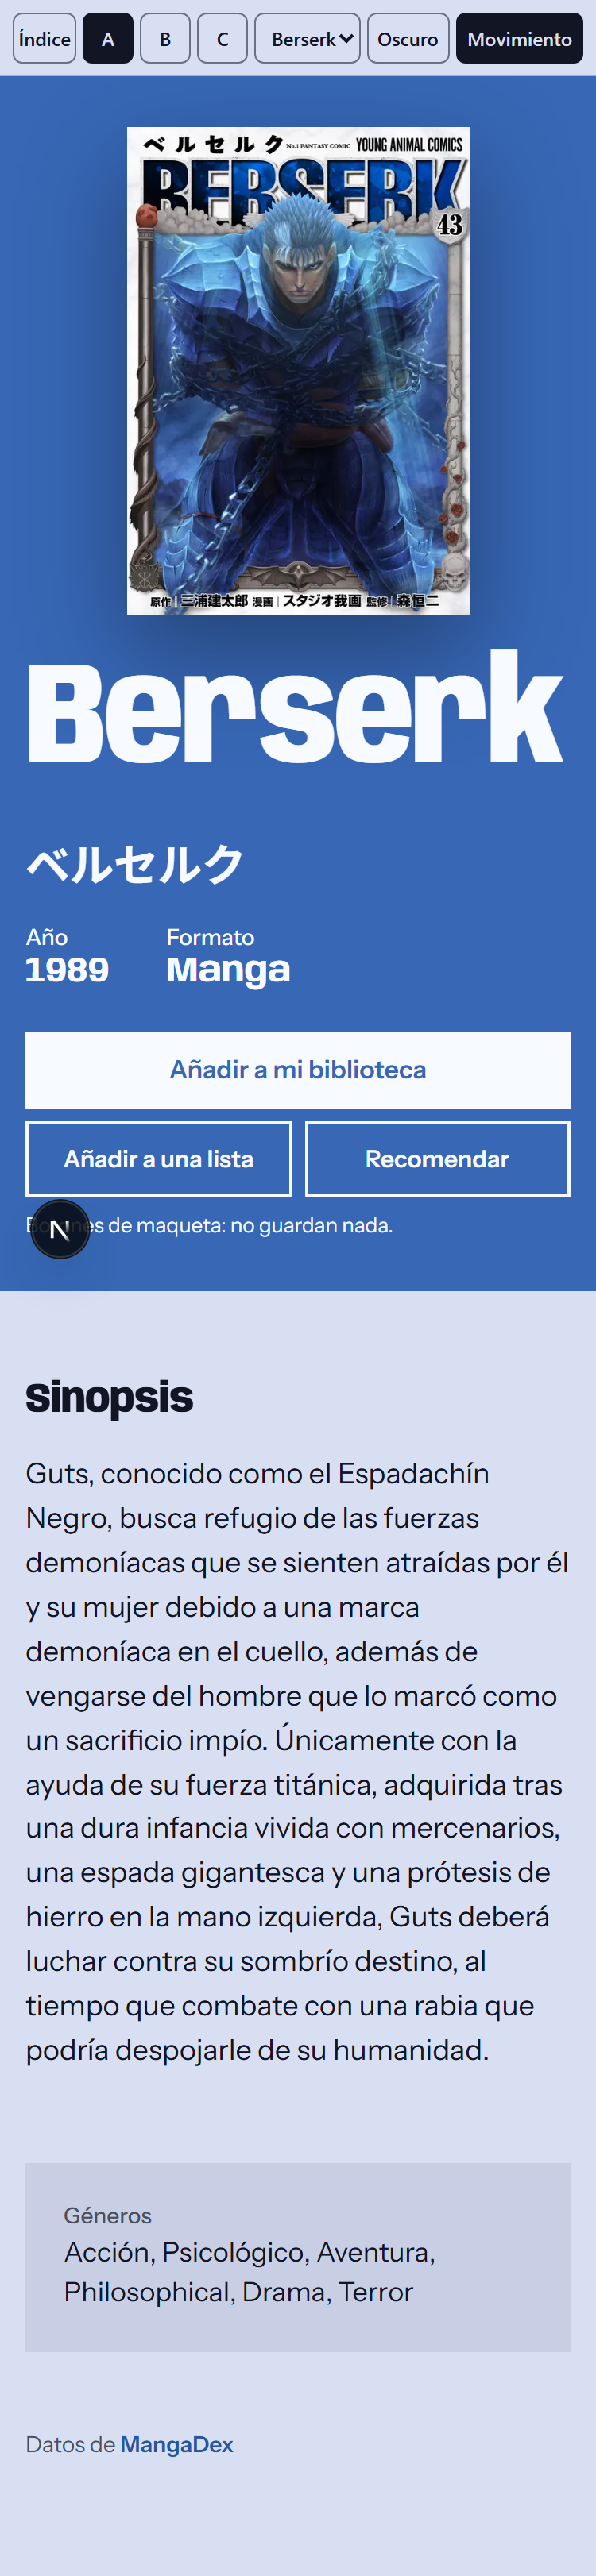 Índice A B C Berserk Oscuro Movimiento
ベルセルク No.1 FANTASY COMIC YOUNG ANIMAL COMICS
BERSERK
43
原作 三浦建太郎 漫画 スタジオ我画 監修 森恒二
Berserk
ベルセルク
Año Formato
1989 Manga
Añadir a mi biblioteca
Añadir a una lista Recomendar
N
de maqueta: no guardan nada.
Sinopsis
Guts, conocido como el Espadachín
Negro, busca refugio de las fuerzas
demoníacas que se sienten atraídas por él
y su mujer debido a una marca
demoníaca en el cuello, además de
vengarse del hombre que lo marcó como
un sacrificio impío. Únicamente con la
ayuda de su fuerza titánica, adquirida tras
una dura infancia vivida con mercenarios,
una espada gigantesca y una prótesis de
hierro en la mano izquierda, Guts deberá
luchar contra su sombrío destino, al
tiempo que combate con una rabia que
podría despojarle de su humanidad.
Géneros
Acción, Psicológico, Aventura,
Philosophical, Drama, Terror
Datos de MangaDex